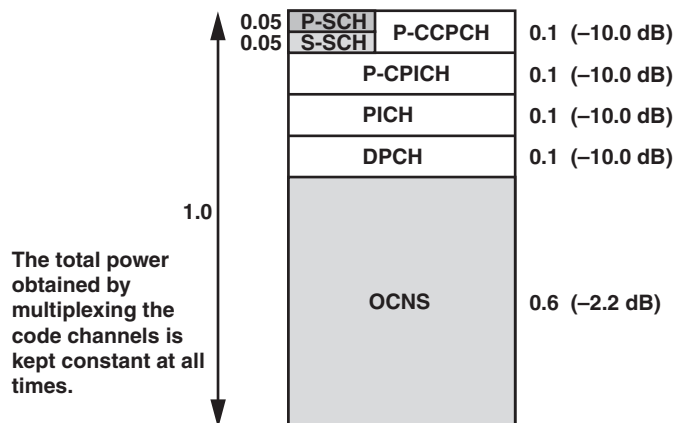 0.05 P-SCH P-CCPCH 0.1 (–10.0 dB)
0.05 S-SCH
P-CPICH 0.1 (–10.0 dB)
PICH 0.1 (–10.0 dB)
DPCH 0.1 (–10.0 dB)
1.0
The total power
obtained by
multiplexing the
code channels is
kept constant at all
times.
OCNS 0.6 (–2.2 dB)